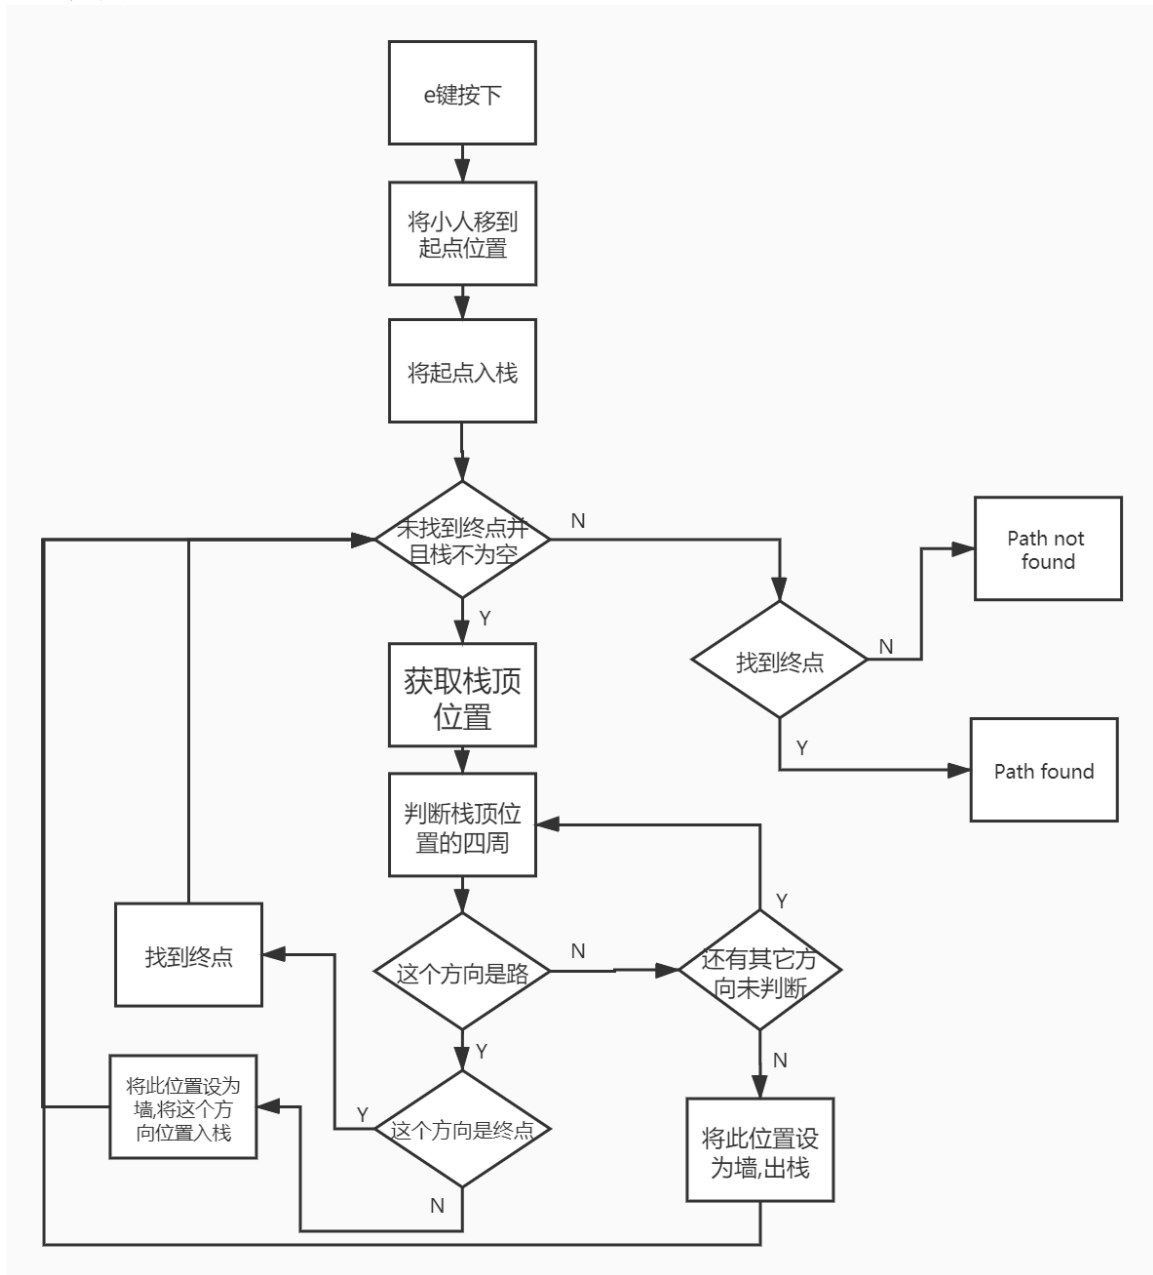 e键按下
将小人移到
起点位置
将起点入栈
未找到终点并
且栈不为空
N
Path not
found
Y
找到终点
N
获取栈顶
位置
Y
Path found
判断栈顶位
置的四周
Y
找到终点
这个方向是路
N
还有其它方
向未判断
Y
N
将此位置设为
墙,将这个方
向位置入栈
Y
这个方向是终点
将此位置设
为墙,出栈
N